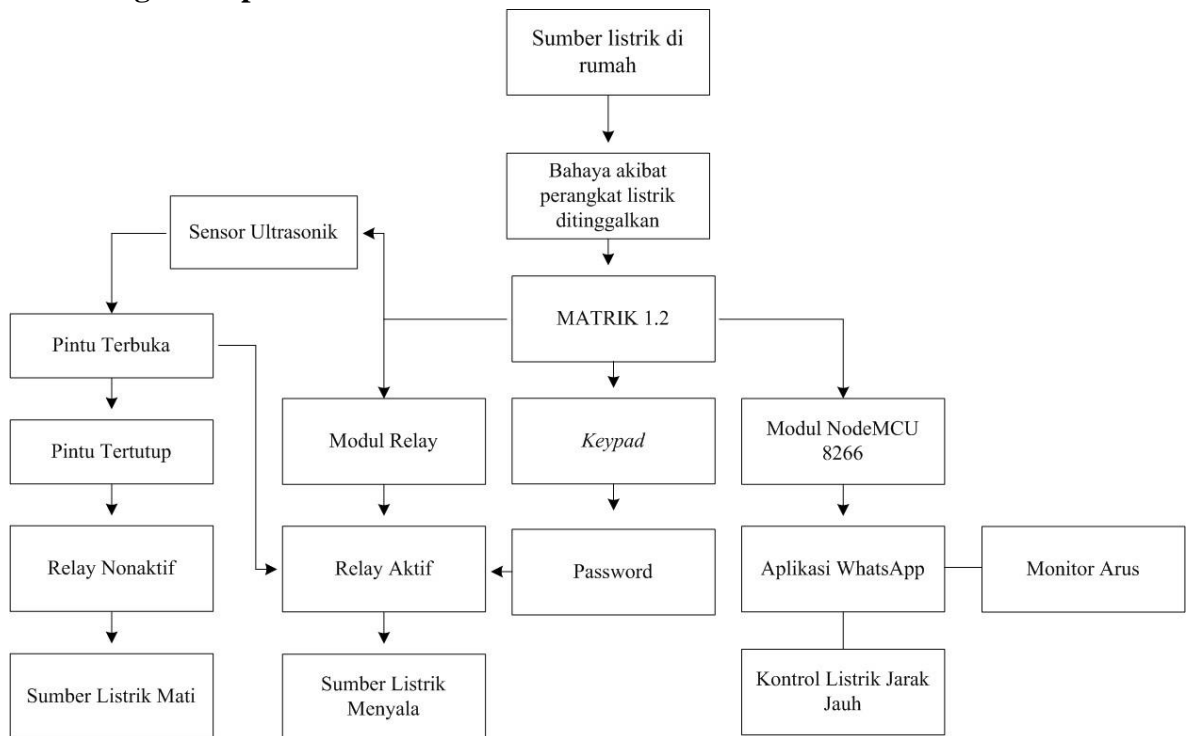 Sumber listrik di
rumah
Bahaya akibat
perangkat listrik
ditinggalkan
Sensor Ultrasonik
MATRIK 1.2
Pintu Terbuka
Pintu Tertutup
Modul Relay
Keypad
Modul NodeMCU
8266
Relay Nonaktif
Relay Aktif
Password
Aplikasi WhatsApp
Monitor Arus
Sumber Listrik Mati
Sumber Listrik
Menyala
Kontrol Listrik Jarak
Jauh